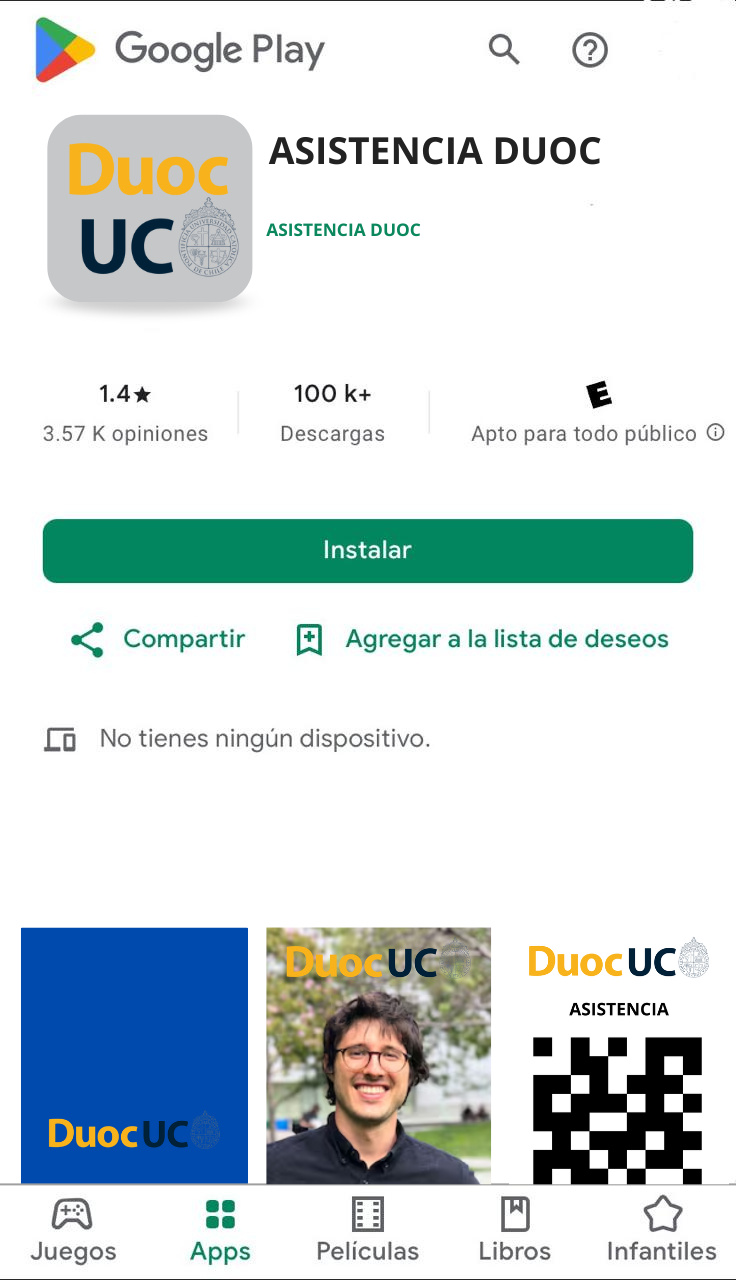 Google Play
Duoc
UC
ASISTENCIA DUOC
ASISTENCIA DUOC
1.4★
3.57 K opiniones
100 k+
Descargas
E
Apto para todo público
Instalar
Compartir
Agregar a la lista de deseos
No tienes ningún dispositivo.
DuocUC
DuocUC
DuocUC
ASISTENCIA
Juegos
Apps
Películas
Libros
Infantiles